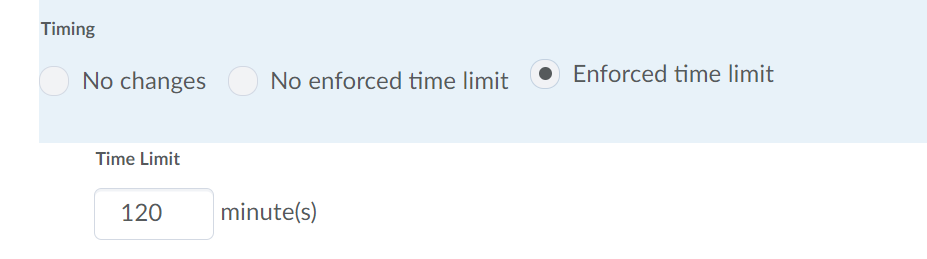 Timing
No changes No enforced time limit Enforced time limit
Time Limit
120 minute(s)